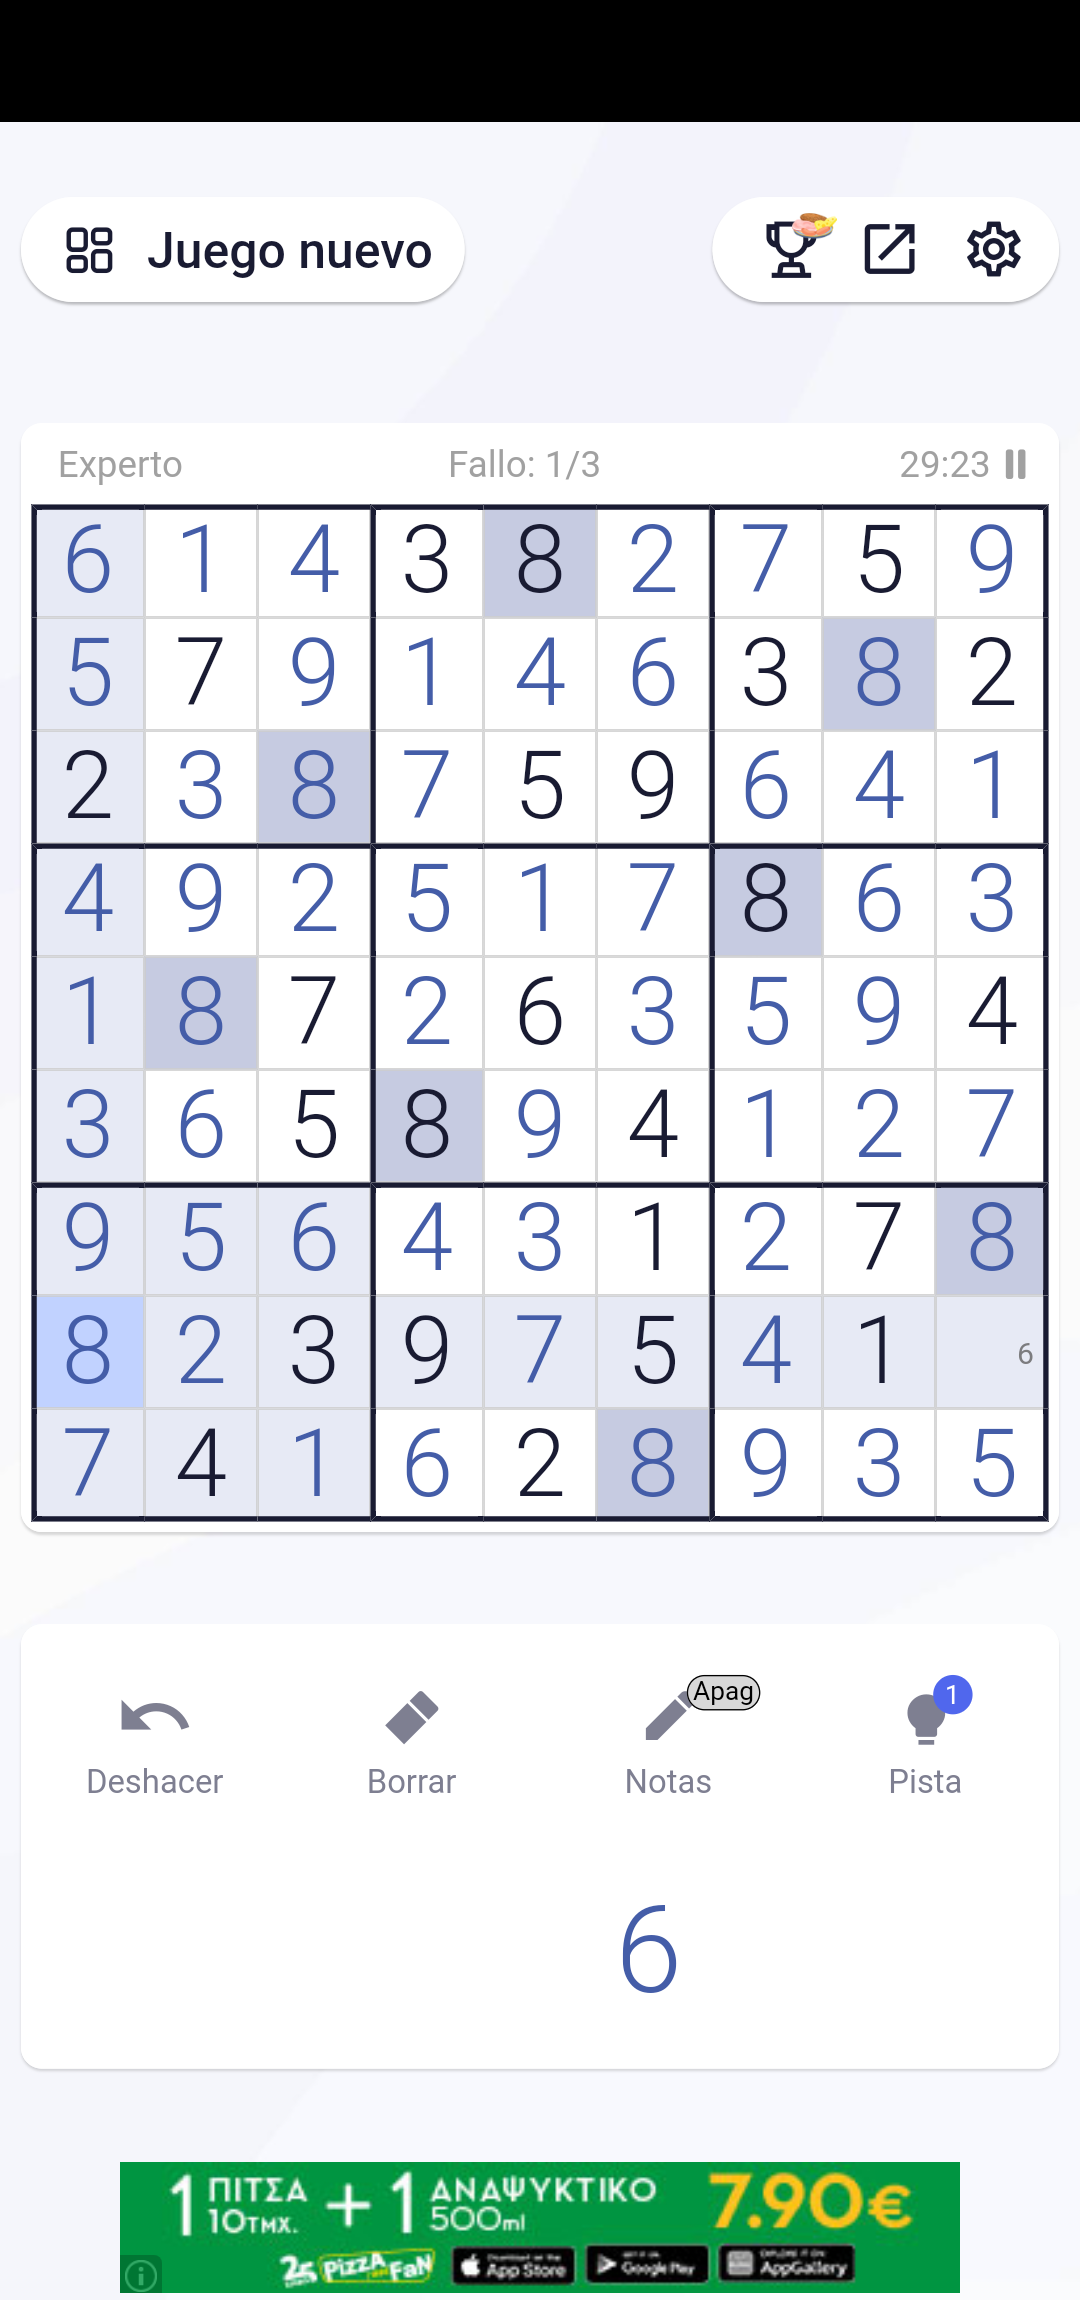 Juego nuevo
Experto Fallo: 1/3 29:23
6 1 4 3 8 2 7 5 9
5 7 9 1 4 6 3 8 2
2 3 8 7 5 9 6 4 1
4 9 2 5 1 7 8 6 3
1 8 7 2 6 3 5 9 4
3 6 5 8 9 4 1 2 7
9 5 6 4 3 1 2 7 8
8 2 3 9 7 5 4 1 6
7 4 1 6 2 8 9 3 5
Apag 1
Deshacer Borrar Notas Pista
6
1 ΠΙΤΣΑ 10ΤΜΧ. + 1 ΑΝΑΨΥΚΤΙΚΟ 500ml 7.90€
25 PIZZA FAN App Store Google Play AppGallery